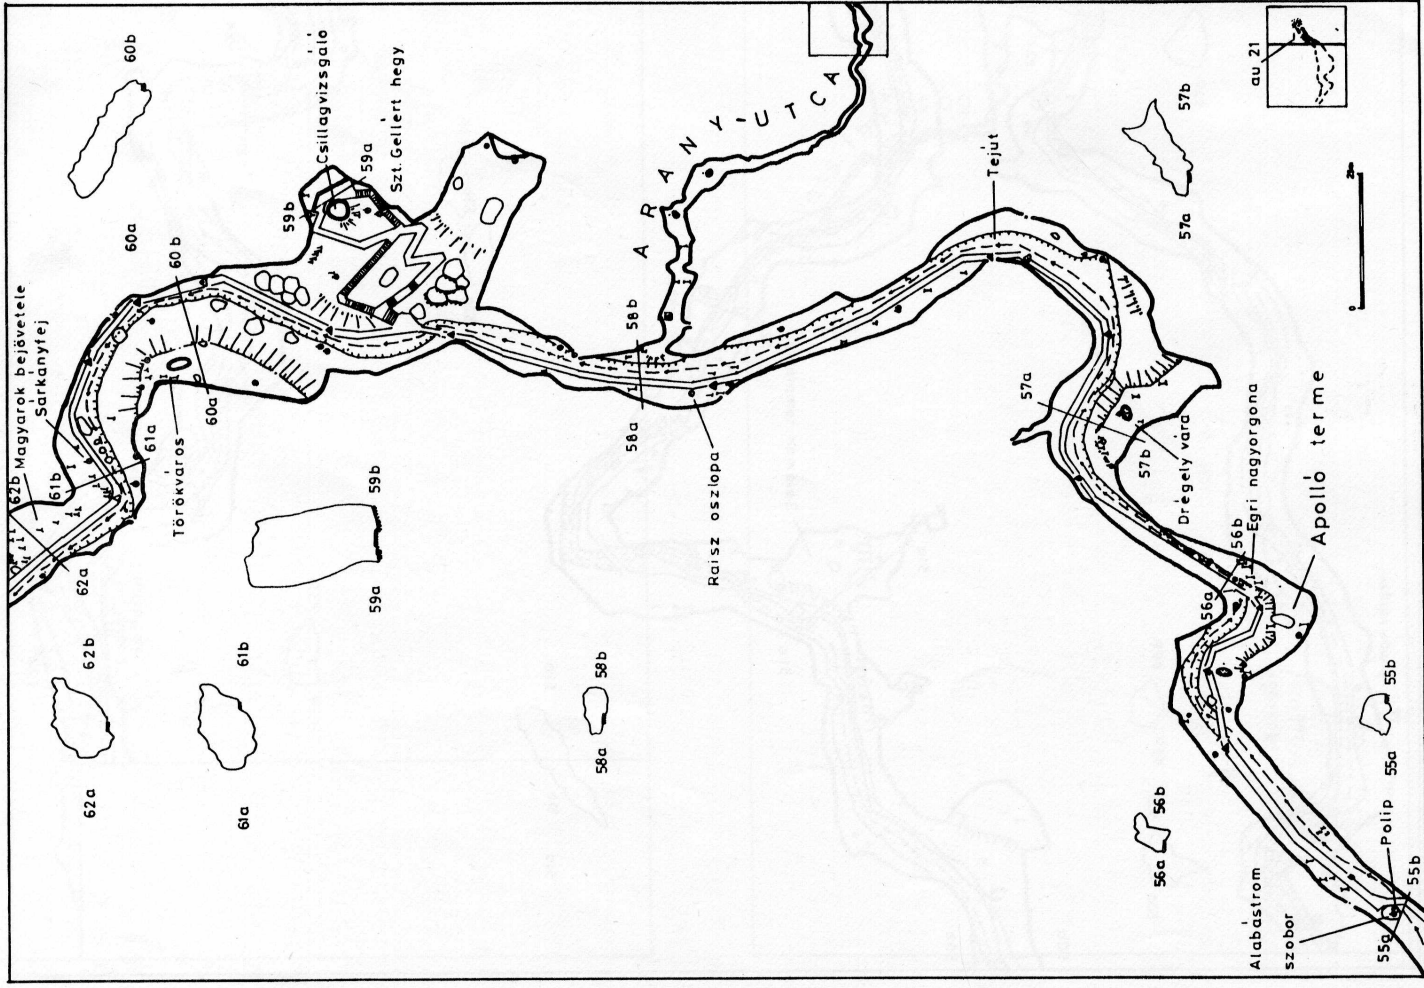 62b
Magyarok bejövetele
Sárkányfej
61b
61a
62a
Törökváros
60a
60b
60a
60b
59b
Csillagvizsgáló
59a
Szt. Gellért hegy
ARANY-UTCA
58b
58a
Raisz oszlopa
Tejút
57a
57b
57a
57b
au 21
0
Drégely vára
Egri nagyorgona
56b
56a
Apolló terme
59a
59b
62a
62b
61a
61b
58a
58b
56a
56b
55a
55b
Alabástrom
szobor
Polip
55a
55b